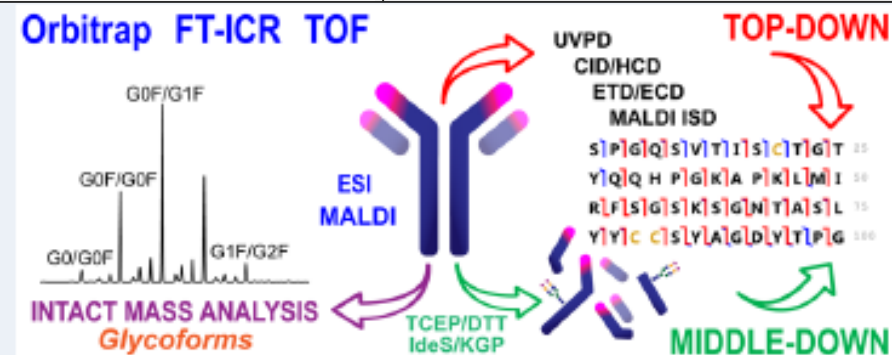 Orbitrap FT-ICR TOF
TOP-DOWN
UVPD
CID/HCD
ETD/ECD
MALDI ISD
G0F/G1F
G0F/G0F
G0/G0F
G1F/G2F
ESI
MALDI
S P G Q S V T I S C T G T 25
Y Q Q H P G K A P K L M I 50
R F S G S K S G N T A S L 75
Y Y C C S Y A G D Y T P G 100
INTACT MASS ANALYSIS
Glycoforms
TCEP/DTT
IdeS/KGP
MIDDLE-DOWN